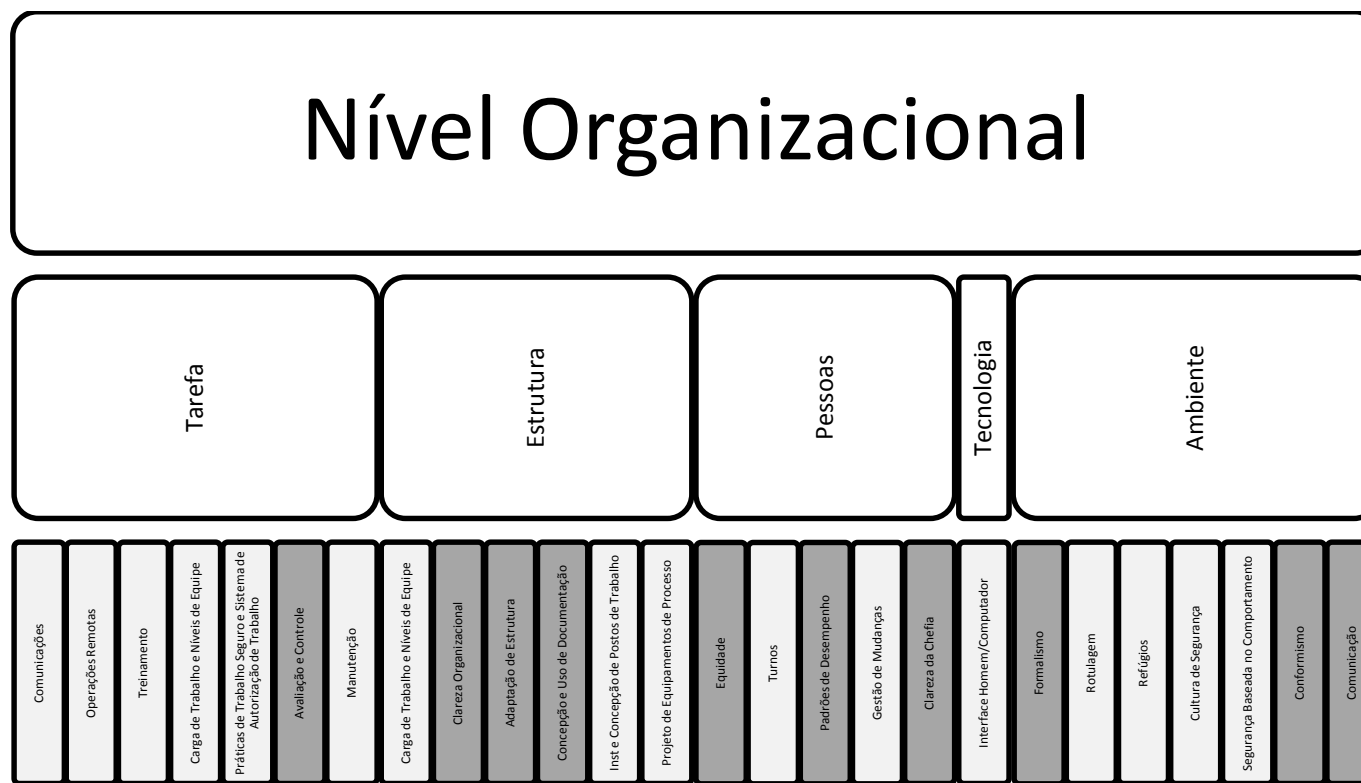 Nível Organizacional
Tarefa
Estrutura
Pessoas
Tecnologia
Ambiente
Comunicações
Operações Remotas
Treinamento
Carga de Trabalho e Níveis de Equipe
Práticas de Trabalho Seguro e Sistema de
Autorização de Trabalho
Avaliação e Controle
Manutenção
Carga de Trabalho e Níveis de Equipe
Clareza Organizacional
Adaptação de Estrutura
Concepção e Uso de Documentação
Inst e Concepção de Postos de Trabalho
Projeto de Equipamentos de Processo
Equidade
Turnos
Padrões de Desempenho
Gestão de Mudanças
Clareza da Chefia
Interface Homem/Computador
Formalismo
Rotulagem
Refúgios
Cultura de Segurança
Segurança Baseada no Comportamento
Conformismo
Comunicação